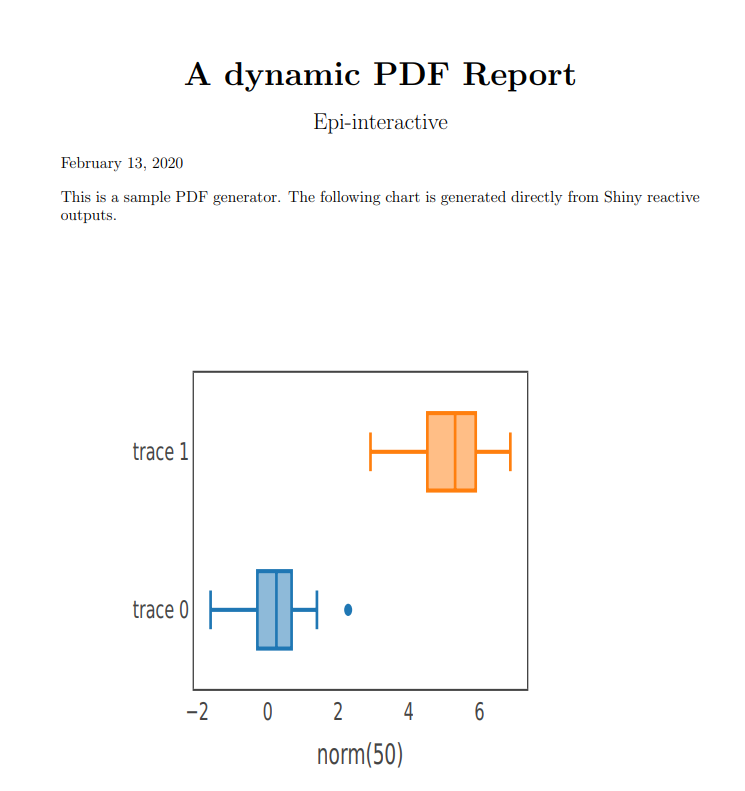 A dynamic PDF Report
Epi-interactive
February 13, 2020
This is a sample PDF generator. The following chart is generated directly from Shiny reactive
outputs.
trace 1
trace 0
−2 0 2 4 6
norm(50)